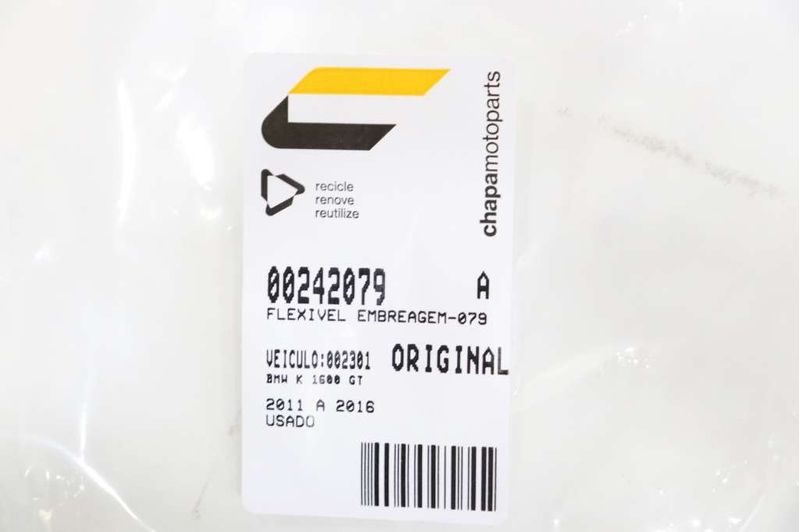 chapamotoparts
recicle
renove
reutilize
00242079 A
FLEXIVEL EMBREAGEM-079
VEICULO:002301 ORIGINAL
BMW K 1600 GT
2011 A 2016
USADO